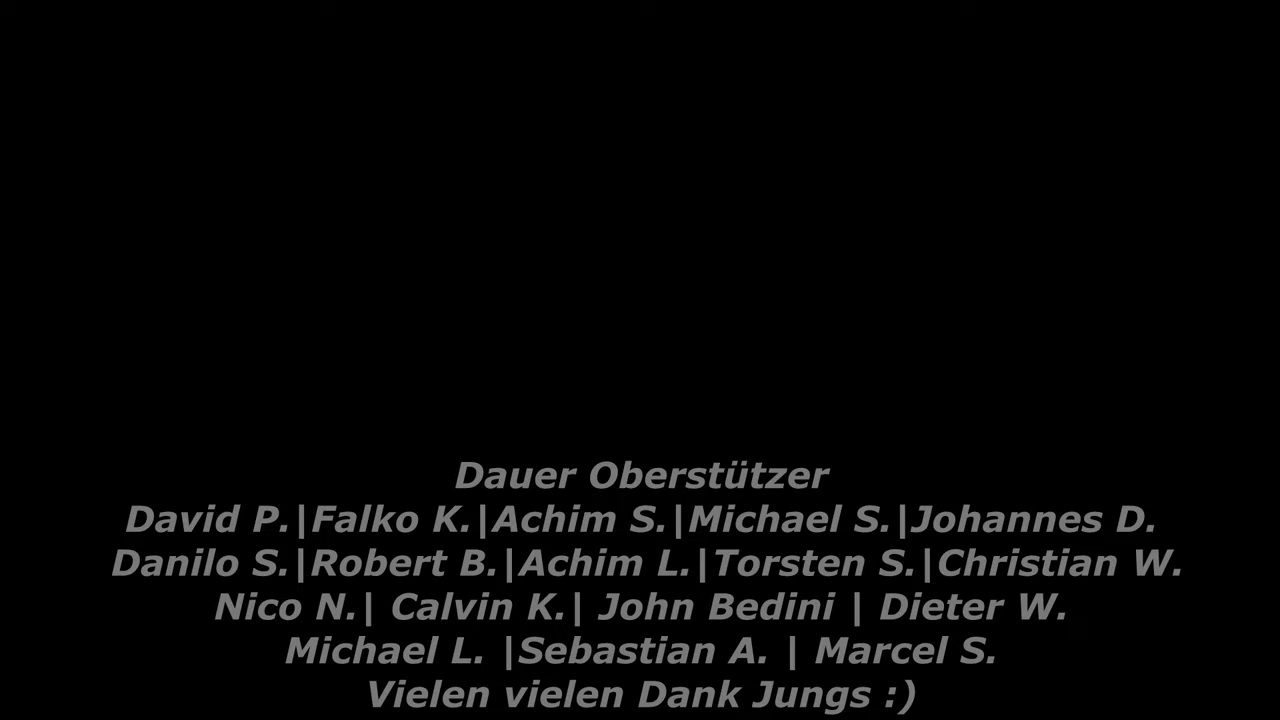 Dauer Oberstützer
David P.|Falko K.|Achim S.|Michael S.|Johannes D.
Danilo S.|Robert B.|Achim L.|Torsten S.|Christian W.
Nico N.| Calvin K.| John Bedini | Dieter W.
Michael L. |Sebastian A. | Marcel S.
Vielen vielen Dank Jungs :)